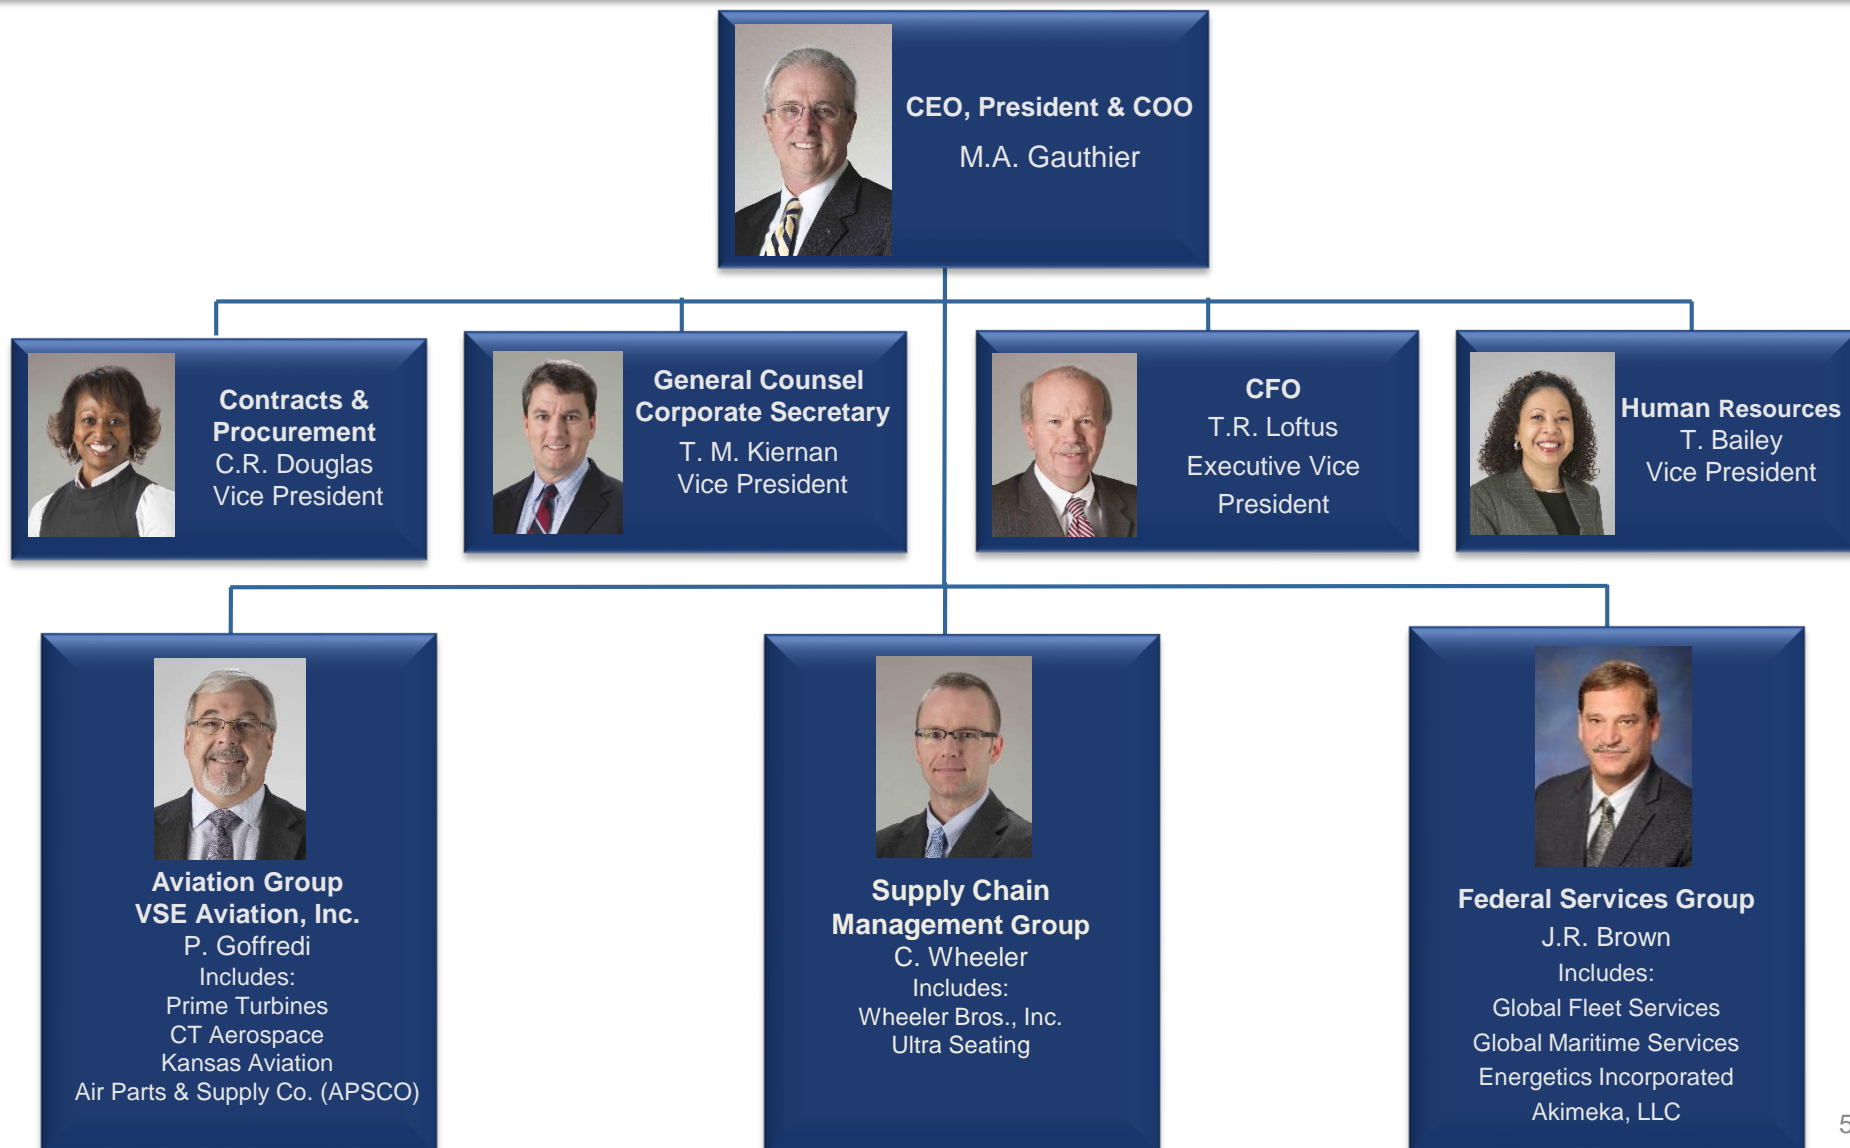 CEO, President & COO
M.A. Gauthier
Contracts &
Procurement
C.R. Douglas
Vice President
General Counsel
Corporate Secretary
T. M. Kiernan
Vice President
CFO
T.R. Loftus
Executive Vice
President
Human Resources
T. Bailey
Vice President
Aviation Group
VSE Aviation, Inc.
P. Goffredi
Includes:
Prime Turbines
CT Aerospace
Kansas Aviation
Air Parts & Supply Co. (APSCO)
Supply Chain
Management Group
C. Wheeler
Includes:
Wheeler Bros., Inc.
Ultra Seating
Federal Services Group
J.R. Brown
Includes:
Global Fleet Services
Global Maritime Services
Energetics Incorporated
Akimeka, LLC
5